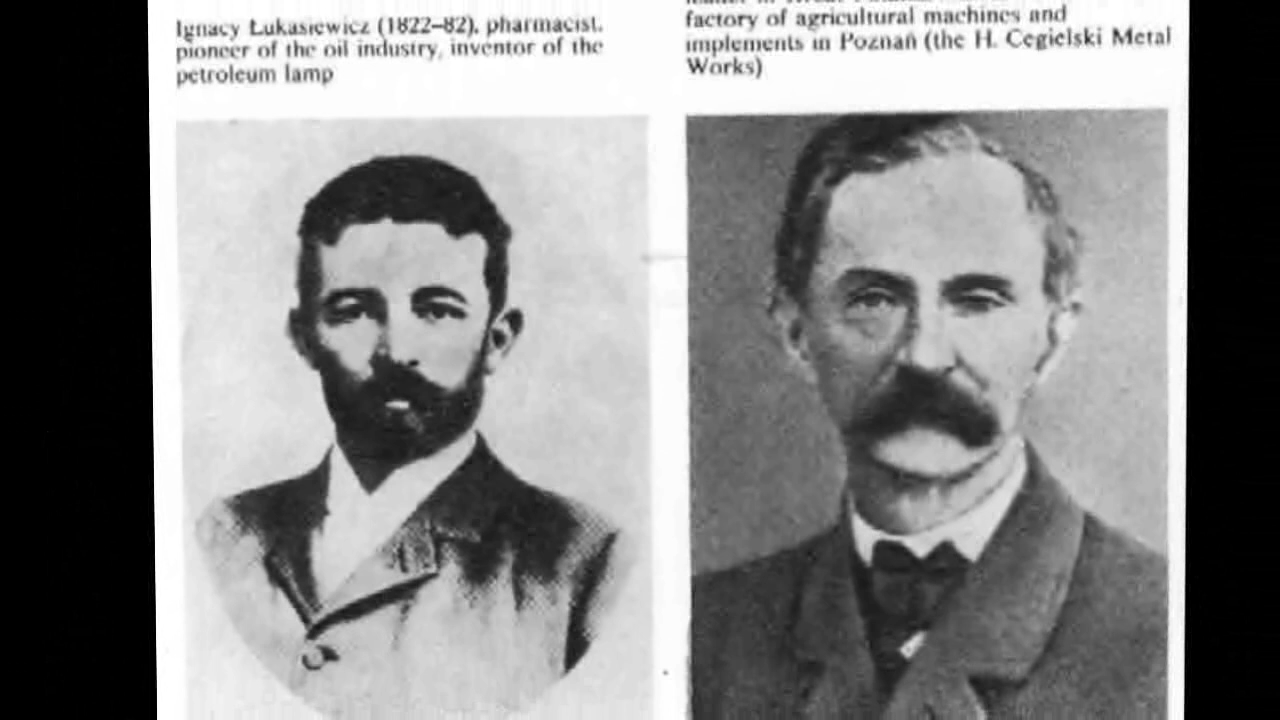 Ignacy Łukasiewicz (1822–82), pharmacist,
pioneer of the oil industry, inventor of the
petroleum lamp
factory of agricultural machines and
implements in Poznań (the H. Cegielski Metal
Works)